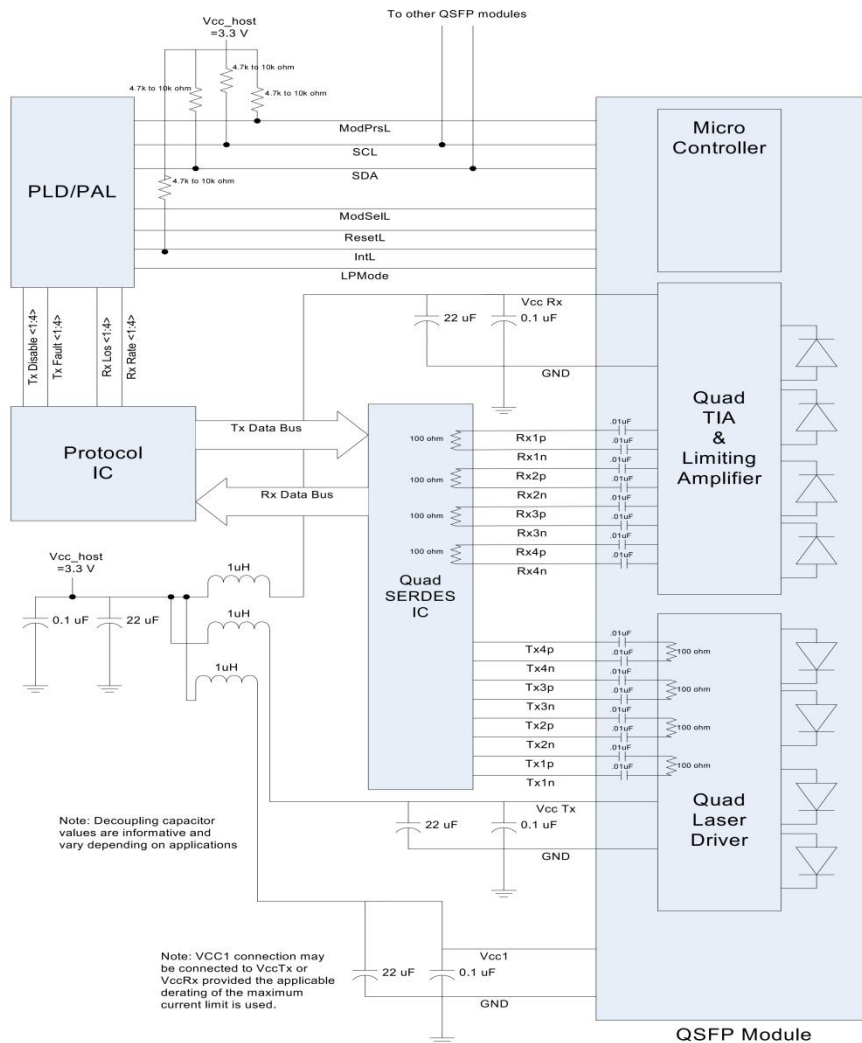 To other QSFP modules
Vcc_host
=3.3 V
4.7k to 10k ohm
4.7k to 10k ohm
4.7k to 10k ohm
ModPrsL
SCL
4.7k to 10k ohm
SDA
PLD/PAL
ModSelL
ResetL
IntL
LPMode
Micro
Controller
Tx Disable <1:4>
Tx Fault <1:4>
Rx Los <1:4>
Rx Rate <1:4>
Vcc Rx
22 uF
0.1 uF
GND
Quad
TIA
&
Limiting
Amplifier
Protocol
IC
Tx Data Bus
Rx Data Bus
100 ohm
100 ohm
100 ohm
100 ohm
Quad
SERDES
IC
.01uF
Rx1p
.01uF
Rx1n
.01uF
Rx2p
.01uF
Rx2n
.01uF
Rx3p
.01uF
Rx3n
.01uF
Rx4p
.01uF
Rx4n
Vcc_host
=3.3 V
1uH
1uH
1uH
0.1 uF
22 uF
.01uF
Tx4p
.01uF
Tx4n
.01uF
Tx3p
.01uF
Tx3n
.01uF
Tx2p
.01uF
Tx2n
.01uF
Tx1p
.01uF
Tx1n
100 ohm
100 ohm
100 ohm
100 ohm
Quad
Laser
Driver
Vcc Tx
22 uF
0.1 uF
GND
Note: Decoupling capacitor
values are informative and
vary depending on applications
Note: VCC1 connection may
be connected to VccTx or
VccRx provided the applicable
derating of the maximum
current limit is used.
Vcc1
22 uF
0.1 uF
GND
QSFP Module